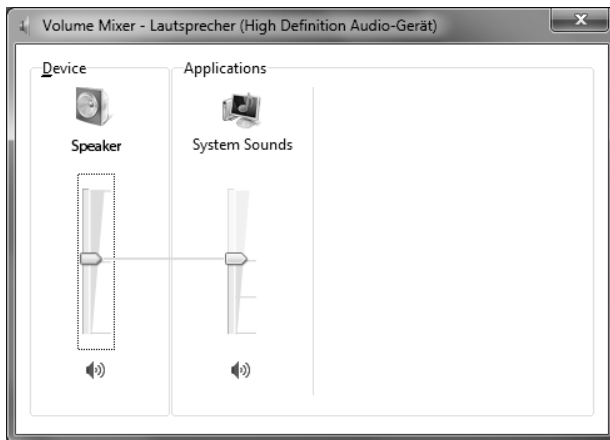 Volume Mixer - Lautsprecher (High Definition Audio-Gerät)
Device
Applications
Speaker
System Sounds